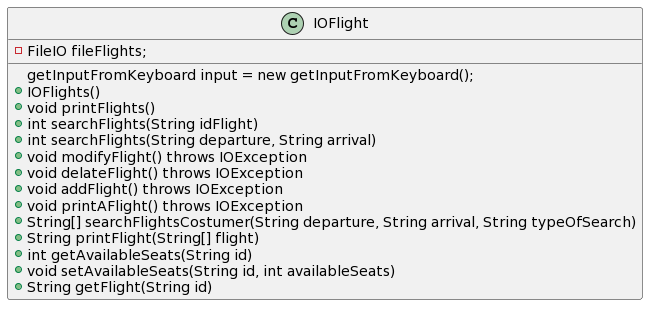 C IOFlight
FileIO fileFlights;
getInputFromKeyboard input = new getInputFromKeyboard();
IOFlights()
void printFlights()
int searchFlights(String idFlight)
int searchFlights(String departure, String arrival)
void modifyFlight() throws IOException
void delateFlight() throws IOException
void addFlight() throws IOException
void printAFlight() throws IOException
String[] searchFlightsCostumer(String departure, String arrival, String typeOfSearch)
String printFlight(String[] flight)
int getAvailableSeats(String id)
void setAvailableSeats(String id, int availableSeats)
String getFlight(String id)